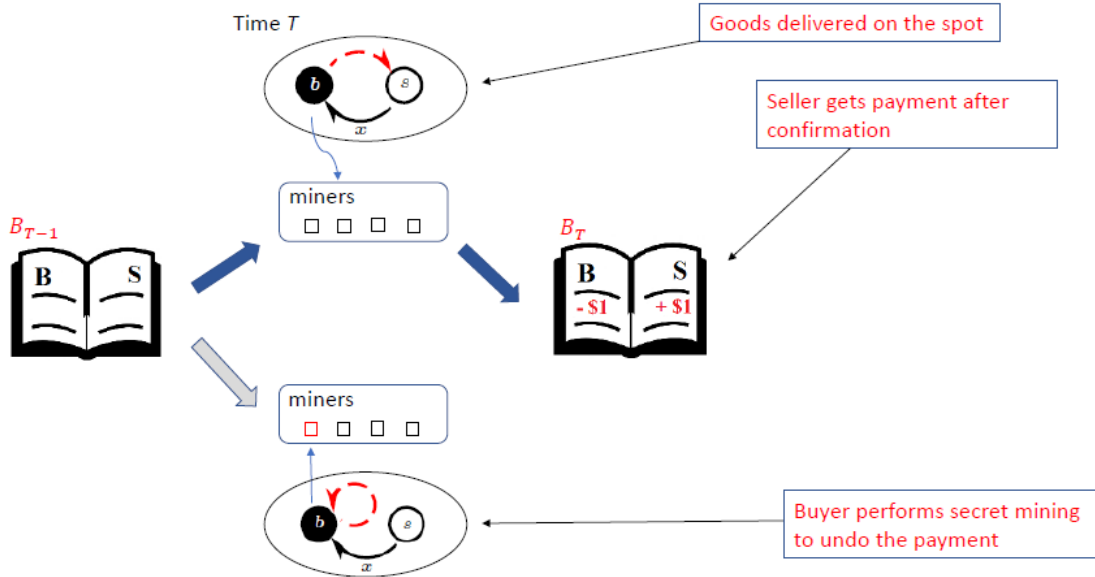 Time T
Goods delivered on the spot
b
s
x
Seller gets payment after
confirmation
miners
B_{T-1}
B S
B_T
B S
- $1 + $1
miners
b
s
x
Buyer performs secret mining
to undo the payment